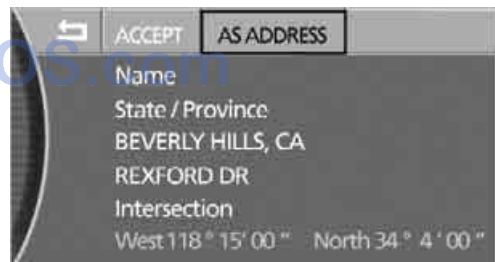 ACCEPT AS ADDRESS
Name
State / Province
BEVERLY HILLS, CA
REXFORD DR
Intersection
West 118 ° 15' 00 " North 34 ° 4 ' 00 "